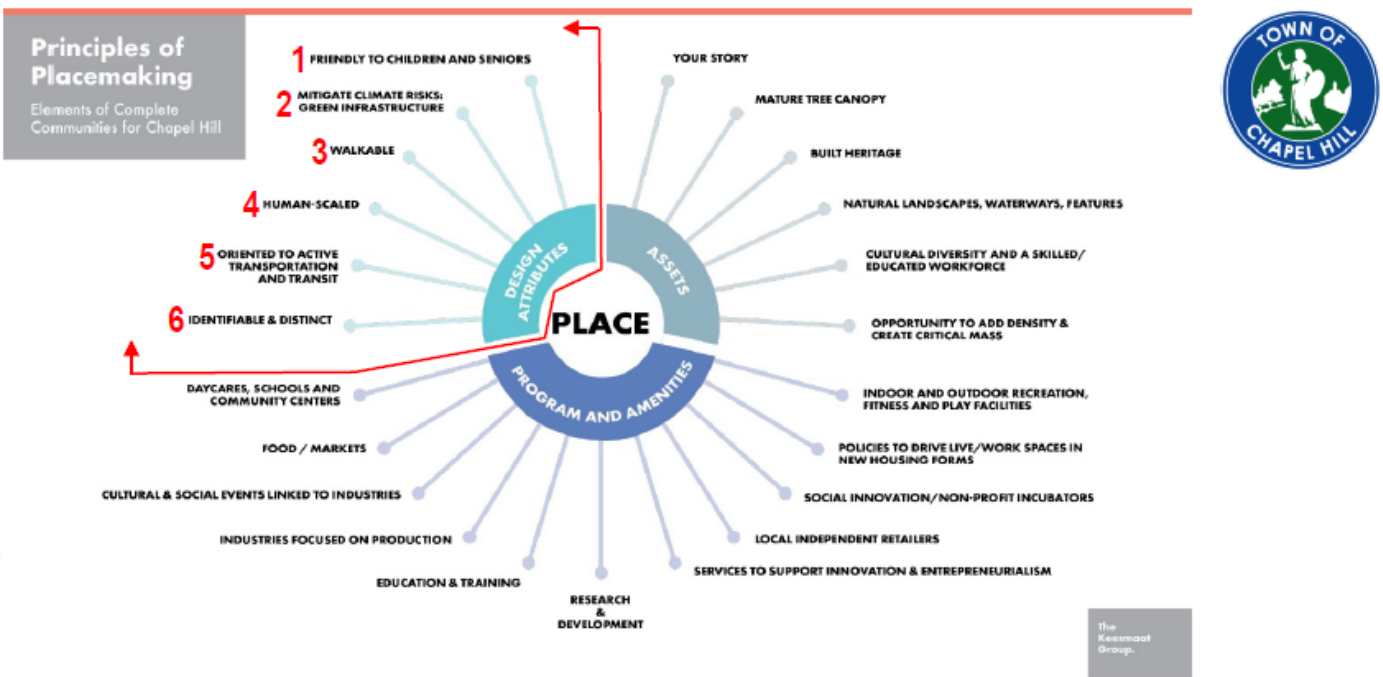 Principles of
Placemaking
Elements of Complete
Communities for Chapel Hill
1 FRIENDLY TO CHILDREN AND SENIORS
2 MITIGATE CLIMATE RISKS:
GREEN INFRASTRUCTURE
3 WALKABLE
4 HUMAN-SCALED
5 ORIENTED TO ACTIVE
TRANSPORTATION
AND TRANSIT
6 IDENTIFIABLE & DISTINCT
YOUR STORY
MATURE TREE CANOPY
BUILT HERITAGE
NATURAL LANDSCAPES, WATERWAYS, FEATURES
CULTURAL DIVERSITY AND A SKILLED/
EDUCATED WORKFORCE
OPPORTUNITY TO ADD DENSITY &
CREATE CRITICAL MASS
DESIGN
ATTRIBUTES
ASSETS
PLACE
PROGRAM AND AMENITIES
DAYCARES, SCHOOLS AND
COMMUNITY CENTERS
FOOD / MARKETS
CULTURAL & SOCIAL EVENTS LINKED TO INDUSTRIES
INDUSTRIES FOCUSED ON PRODUCTION
EDUCATION & TRAINING
RESEARCH
&
DEVELOPMENT
INDOOR AND OUTDOOR RECREATION,
FITNESS AND PLAY FACILITIES
POLICIES TO DRIVE LIVE/WORK SPACES IN
NEW HOUSING FORMS
SOCIAL INNOVATION/NON-PROFIT INCUBATORS
LOCAL INDEPENDENT RETAILERS
SERVICES TO SUPPORT INNOVATION & ENTREPRENEURIALISM
The
Keesmaat
Group.
TOWN OF
CHAPEL HILL